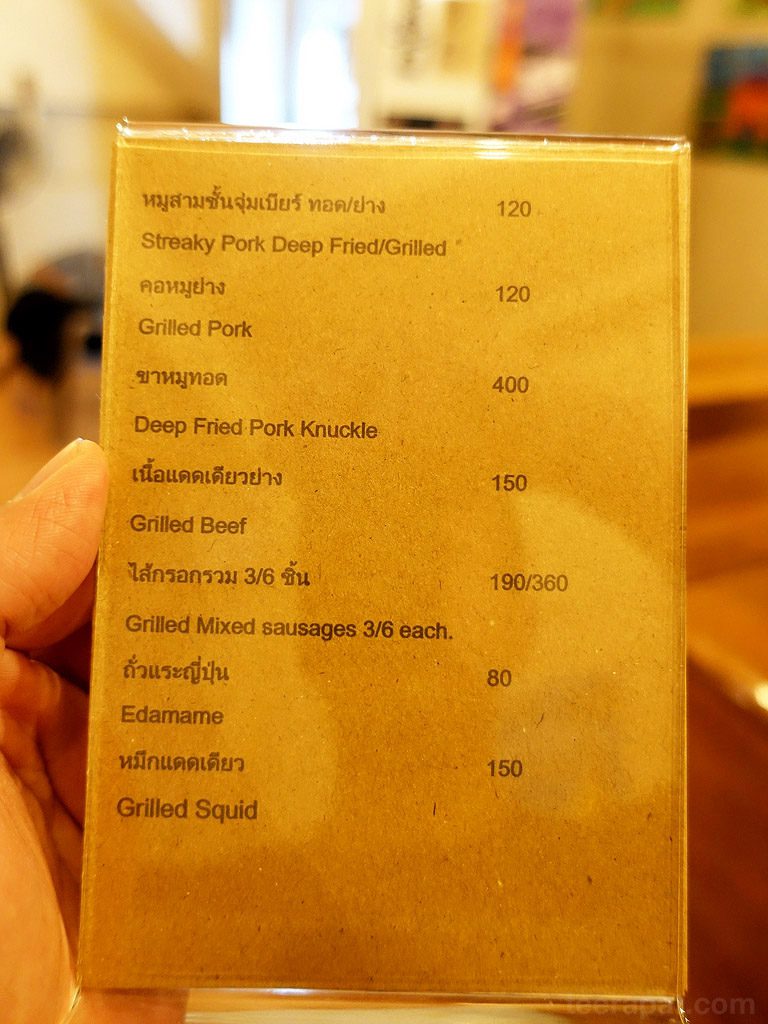 หมูสามชั้นจุ่มเบียร์ ทอด/ย่าง 120
Streaky Pork Deep Fried/Grilled
คอหมูย่าง 120
Grilled Pork
ขาหมูทอด 400
Deep Fried Pork Knuckle
เนื้อแดดเดียวย่าง 150
Grilled Beef
ไส้กรอกรวม 3/6 ชิ้น 190/360
Grilled Mixed sausages 3/6 each.
ถั่วแระญี่ปุ่น 80
Edamame
หมึกแดดเดียว 150
Grilled Squid
teerapat.com